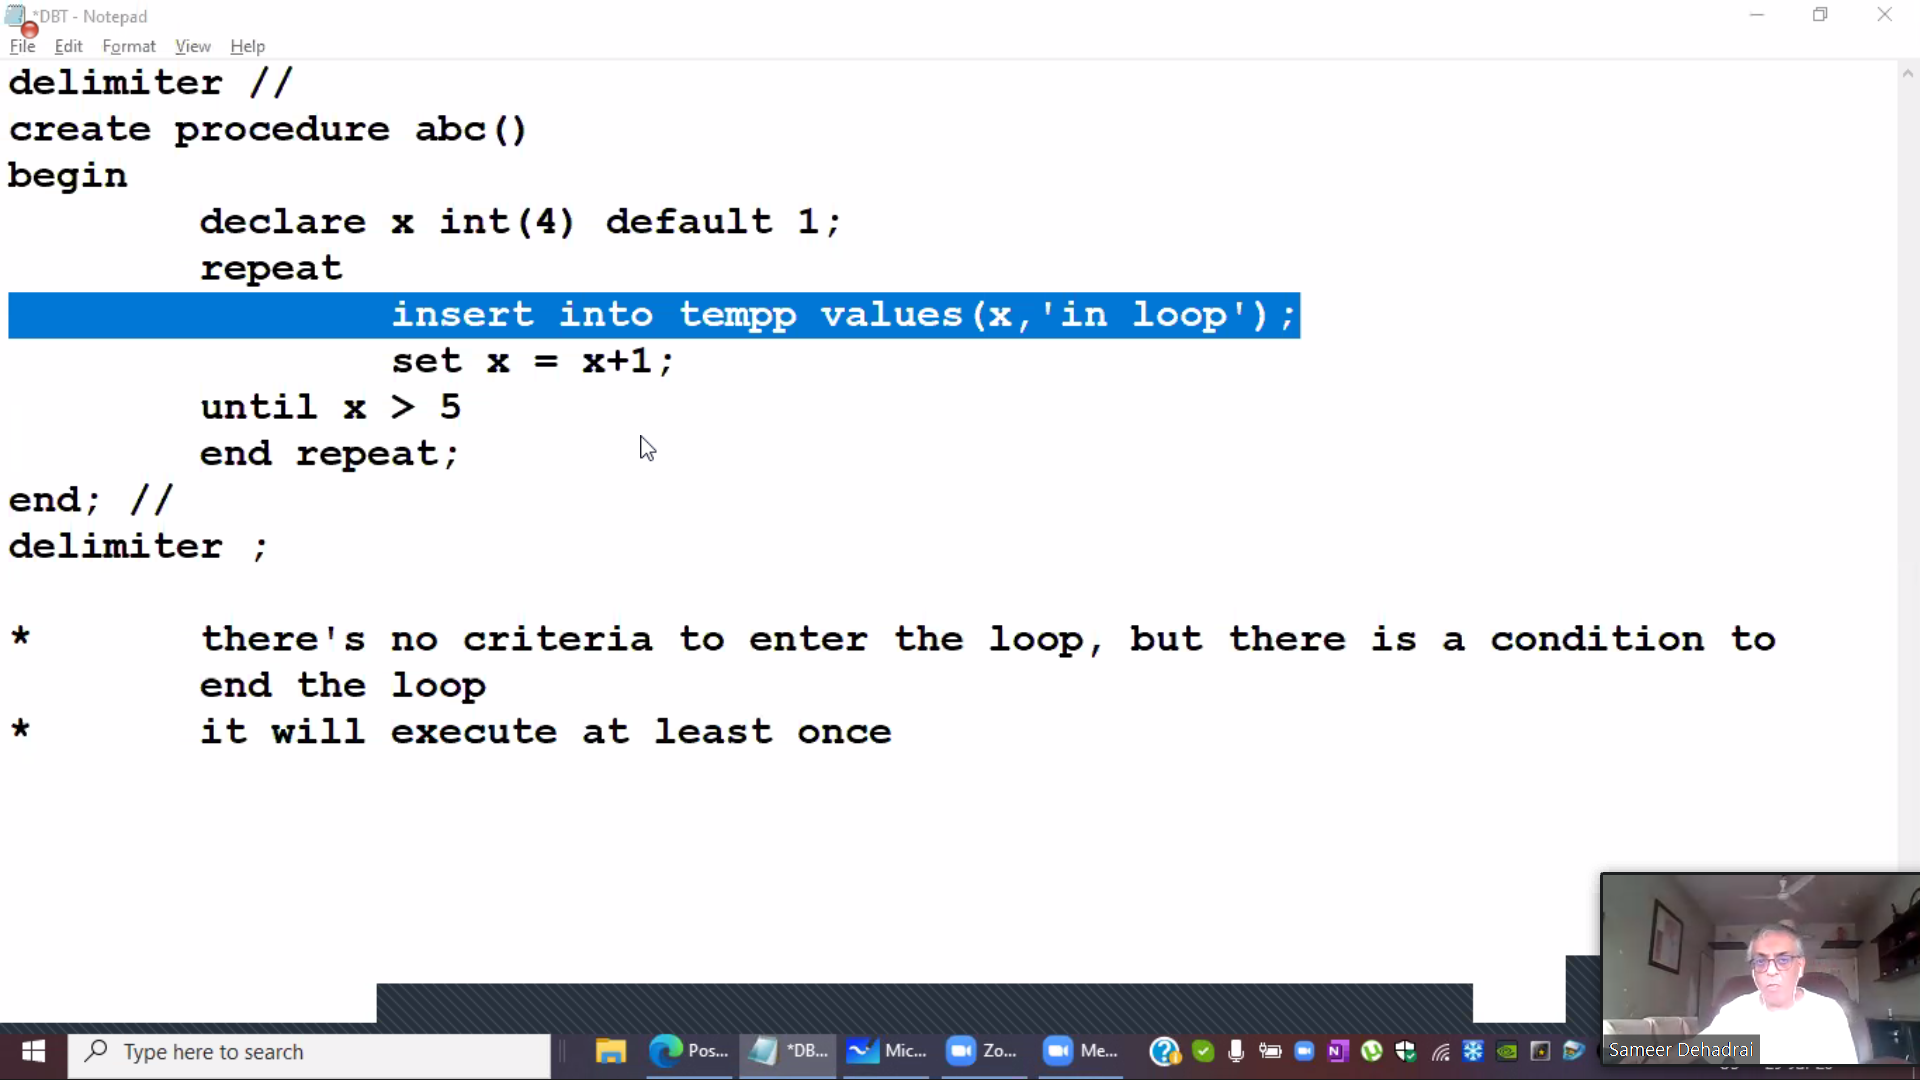 *DBT - Notepad
File Edit Format View Help
delimiter //
create procedure abc()
begin
declare x int(4) default 1;
repeat
insert into tempp values(x,'in loop');
set x = x+1;
until x > 5
end repeat;
end; //
delimiter ;
* there's no criteria to enter the loop, but there is a condition to
end the loop
* it will execute at least once
Sameer Dehadrai
Type here to search
Pos... *DB... Mic... Zo... Me...